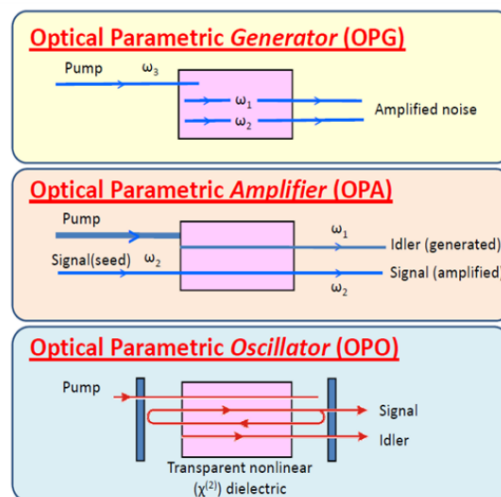 Optical Parametric Generator (OPG)
Pump ω₃
ω₁
ω₂
Amplified noise
Optical Parametric Amplifier (OPA)
Pump
ω₁
Idler (generated)
Signal(seed) ω₂
Signal (amplified)
ω₂
Optical Parametric Oscillator (OPO)
Pump
Signal
Idler
Transparent nonlinear
(χ⁽²⁾) dielectric